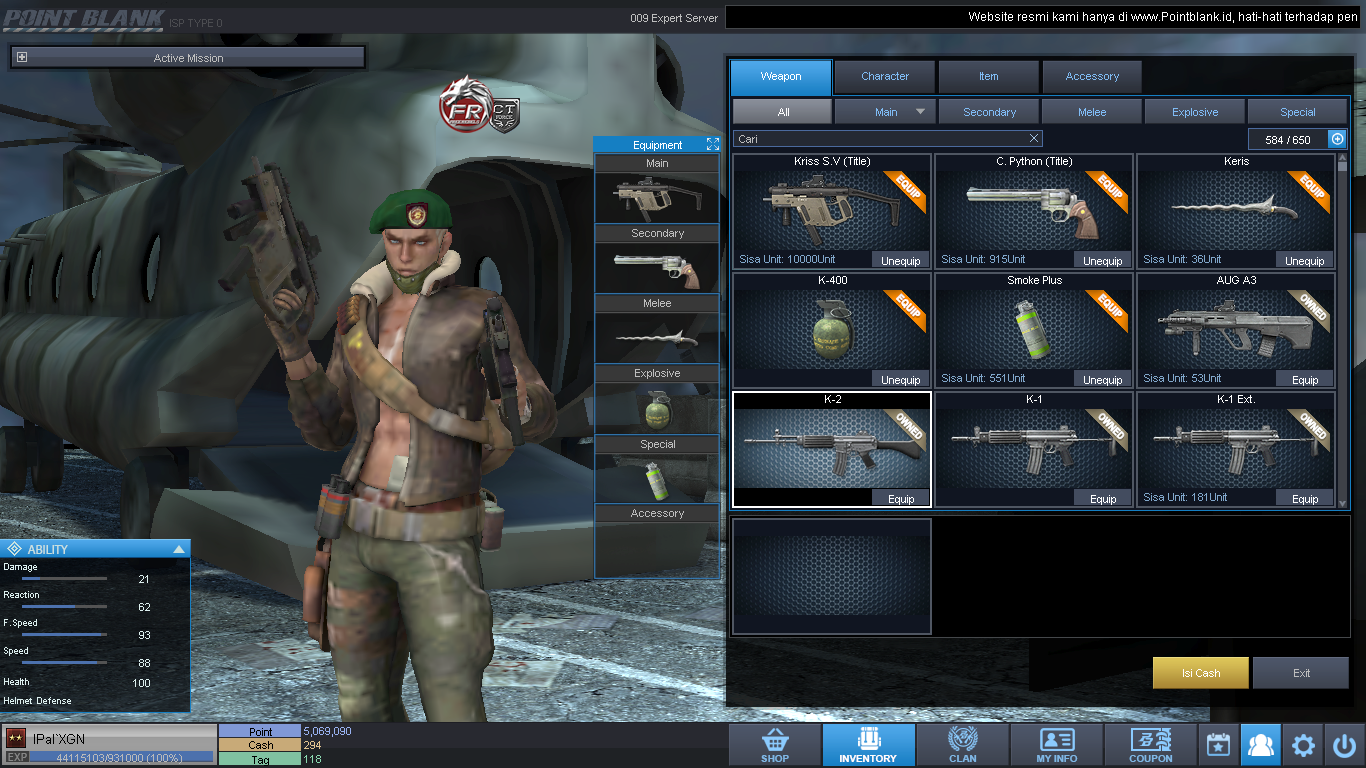 POINT BLANK
ISP TYPE 0
009 Expert Server
Website resmi kami hanya di www.Pointblank.id, hati-hati terhadap pen
Active Mission
FR
CT
FORCE
Weapon
Character
Item
Accessory
All
Main
Secondary
Melee
Explosive
Special
Cari
584 / 650
Equipment
Main
Secondary
Melee
Explosive
Special
Accessory
Kriss S.V (Title)
EQUIP
Sisa Unit: 10000Unit
Unequip
C. Python (Title)
EQUIP
Sisa Unit: 915Unit
Unequip
Keris
EQUIP
Sisa Unit: 36Unit
Unequip
K-400
EQUIP
Unequip
Smoke Plus
EQUIP
Sisa Unit: 551Unit
Unequip
AUG A3
OWNED
Sisa Unit: 53Unit
Equip
K-2
OWNED
Equip
K-1
OWNED
Equip
K-1 Ext.
OWNED
Sisa Unit: 181Unit
Equip
ABILITY
Damage
21
Reaction
62
F.Speed
93
Speed
88
Health
100
Helmet Defense
Isi Cash
Exit
IPal`XGN
EXP
44115103/931000 (100%)
Point
5,069,090
Cash
294
Tag
118
SHOP
INVENTORY
CLAN
MY INFO
COUPON